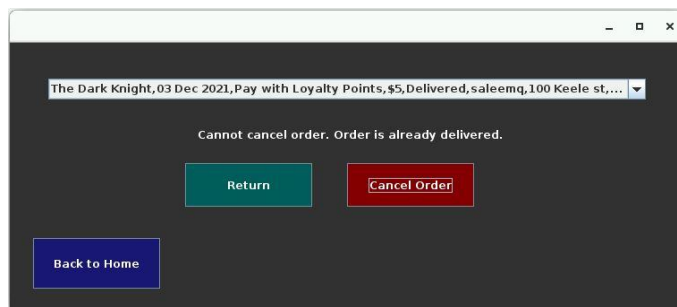 The Dark Knight,03 Dec 2021,Pay with Loyalty Points,$5,Delivered,saleemq,100 Keele st,...
Cannot cancel order. Order is already delivered.
Return
Cancel Order
Back to Home